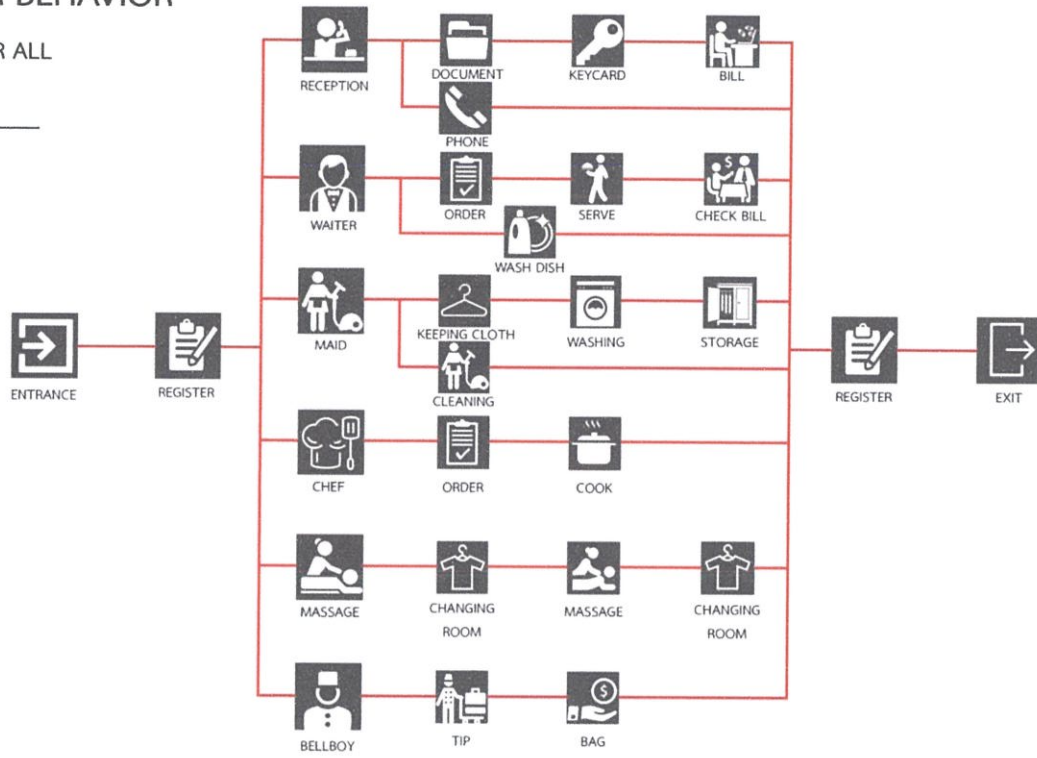 BEHAVIOR
R ALL
RECEPTION
DOCUMENT
KEYCARD
BILL
PHONE
WAITER
ORDER
SERVE
CHECK BILL
WASH DISH
MAID
KEEPING CLOTH
WASHING
STORAGE
CLEANING
ENTRANCE
REGISTER
REGISTER
EXIT
CHEF
ORDER
COOK
MASSAGE
CHANGING
ROOM
MASSAGE
CHANGING
ROOM
BELLBOY
TIP
BAG